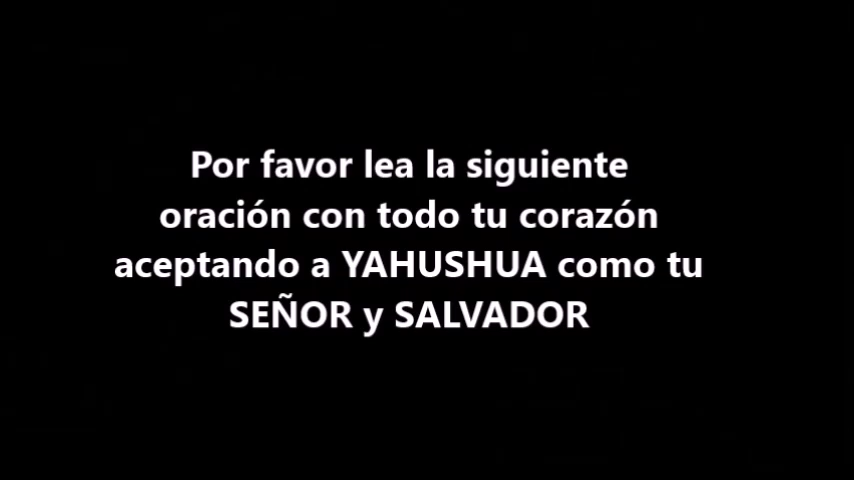 Por favor lea la siguiente
oración con todo tu corazón
aceptando a YAHUSHUA como tu
SEÑOR y SALVADOR